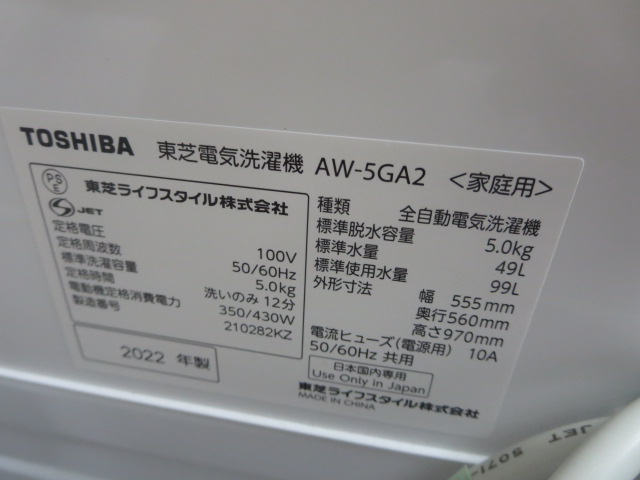 TOSHIBA 東芝電気洗濯機 AW-5GA2 <家庭用>
PS
E
東芝ライフスタイル株式会社
S JET
定格電圧 100V
定格周波数 50/60Hz
標準洗濯容量 5.0kg
定格時間 洗いのみ 12分
電動機定格消費電力 350/430W
製造番号 210282KZ
2022 年製
種類 全自動電気洗濯機
標準脱水容量 5.0kg
標準水量 49L
標準使用水量 99L
外形寸法 幅 555mm
奥行560mm
高さ970mm
電流ヒューズ(電源用) 10A
50/60Hz 共用
日本国内専用
Use Only in Japan
東芝ライフスタイル株式会社
MADE IN CHINA
JET